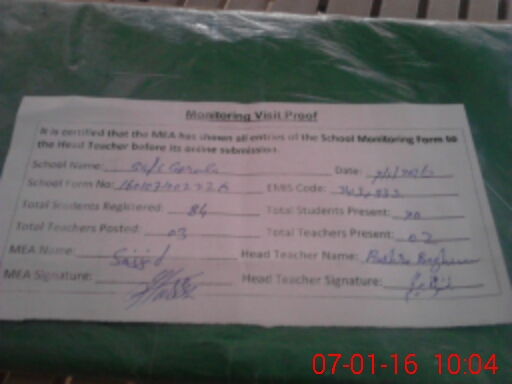 Monitoring Visit Proof
It is certified that the MEA has shown all entries of the School Monitoring Form to
the Head Teacher before its online submission.
School Name: Date:
School Form No: EMIS Code:
Total Students Registered: 84 Total Students Present: 70
Total Teachers Posted: 03 Total Teachers Present: 02
MEA Name: Sajjid Head Teacher Name:
MEA Signature: Head Teacher Signature:
07-01-16 10:04